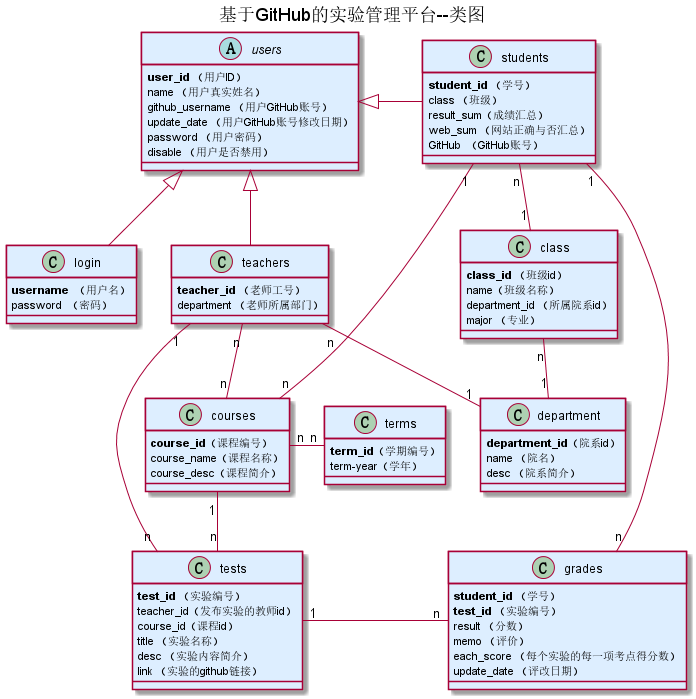 基于GitHub的实验管理平台--类图
A users
user_id （用户ID）
name （用户真实姓名）
github_username （用户GitHub账号）
update_date （用户GitHub账号修改日期）
password （用户密码）
disable （用户是否禁用）
C students
student_id （学号）
class （班级）
result_sum（成绩汇总）
web_sum （网站正确与否汇总）
GitHub （GitHub账号）
1
n
1
1
C login
username （用户名）
password （密码）
C teachers
teacher_id （老师工号）
department （老师所属部门）
C class
class_id （班级id）
name（班级名称）
department_id （所属院系id）
major （专业）
1
n
n
n
n
n
1
1
C courses
course_id（课程编号）
course_name（课程名称）
course_desc（课程简介）
n n
C terms
term_id（学期编号）
term-year（学年）
C department
department_id（院系id）
name （院名）
desc （院系简介）
1
n
n
n
C tests
test_id （实验编号）
teacher_id（发布实验的教师id）
course_id（课程id）
title （实验名称）
desc （实验内容简介）
link （实验的github链接）
1
n
C grades
student_id （学号）
test_id （实验编号）
result （分数）
memo （评价）
each_score （每个实验的每一项考点得分数）
update_date （评改日期）